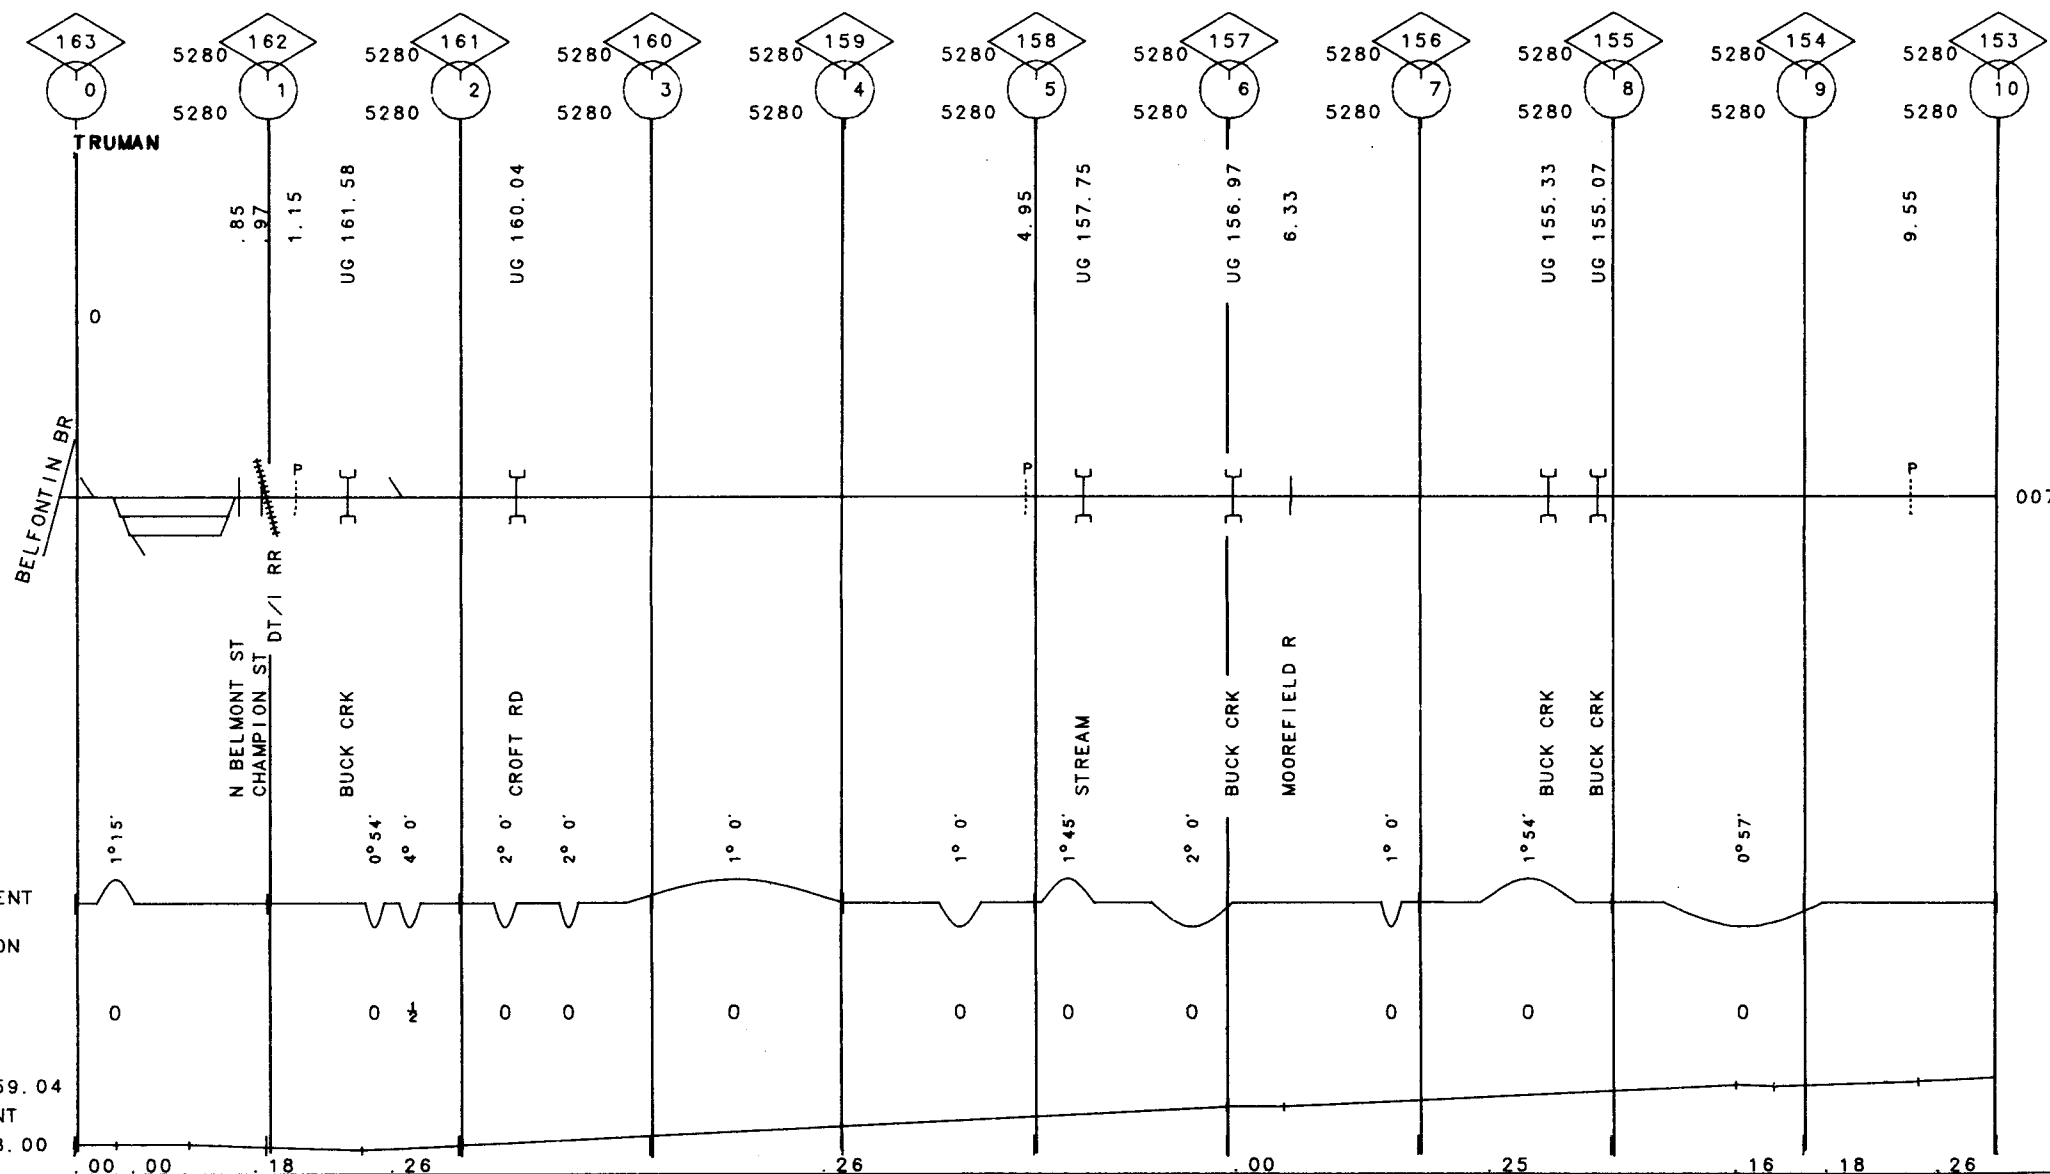 163 162 161 160 159 158 157 156 155 154 153
5280 5280 5280 5280 5280 5280 5280 5280 5280 5280
0 1 2 3 4 5 6 7 8 9 10
5280 5280 5280 5280 5280 5280 5280 5280 5280 5280
TRUMAN
.85
.97
1.15
UG 161.58
UG 160.04
4.95
UG 157.75
UG 156.97
6.33
UG 155.33
UG 155.07
9.55
0
BELFONTIN BR
P P P
007
DT/I RR
N BELMONT ST
CHAMPION ST
BUCK CRK
CROFT RD
STREAM
BUCK CRK
MOOREFIELD R
BUCK CRK
BUCK CRK
1°15' 0°54' 4° 0' 2° 0' 2° 0' 1° 0' 1° 0' 1°45' 2° 0' 1° 0' 1°54' 0°57'
ENT
ON
0 0 ½ 0 0 0 0 0 0 0 0 0
59.04
NT
3.00
.00 .00 .18 .26 .26 .00 .25 .16 .18 .26